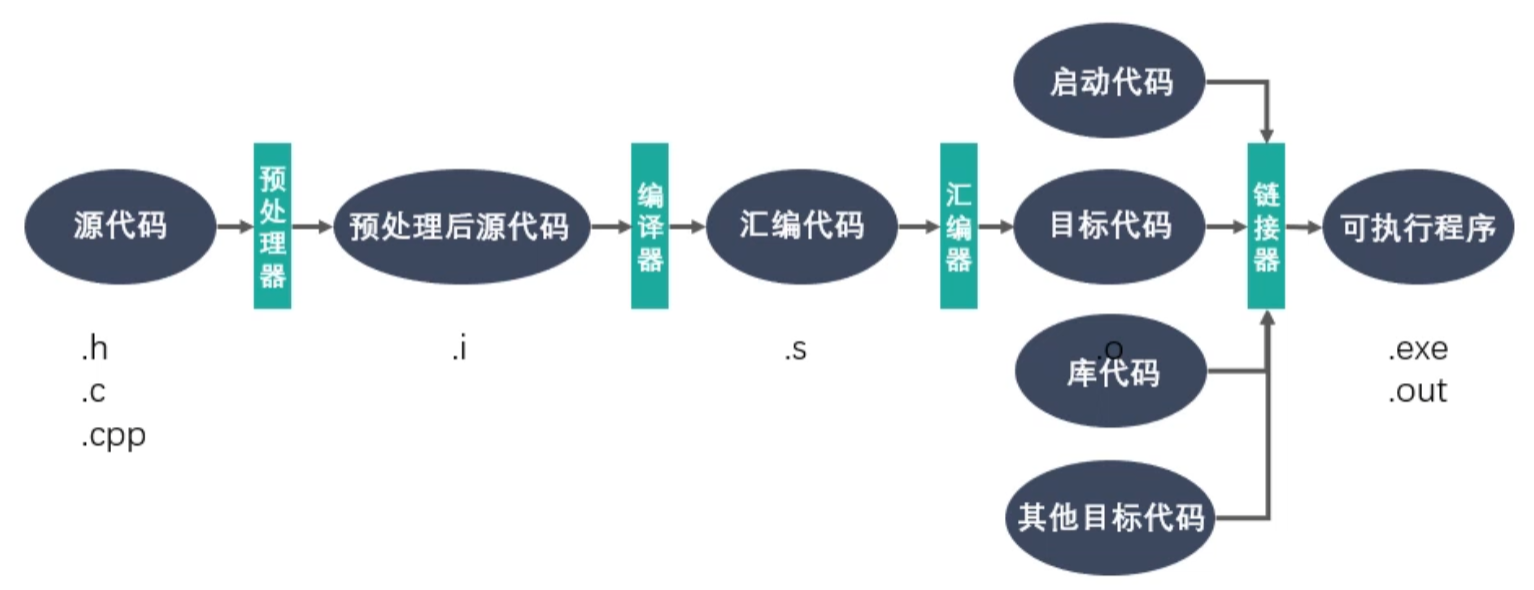 启动代码
源代码
预处理器
预处理后源代码
编译器
汇编代码
汇编器
目标代码
链接器
可执行程序
.h
.c
.cpp
.i
.s
.o
库代码
.exe
.out
其他目标代码